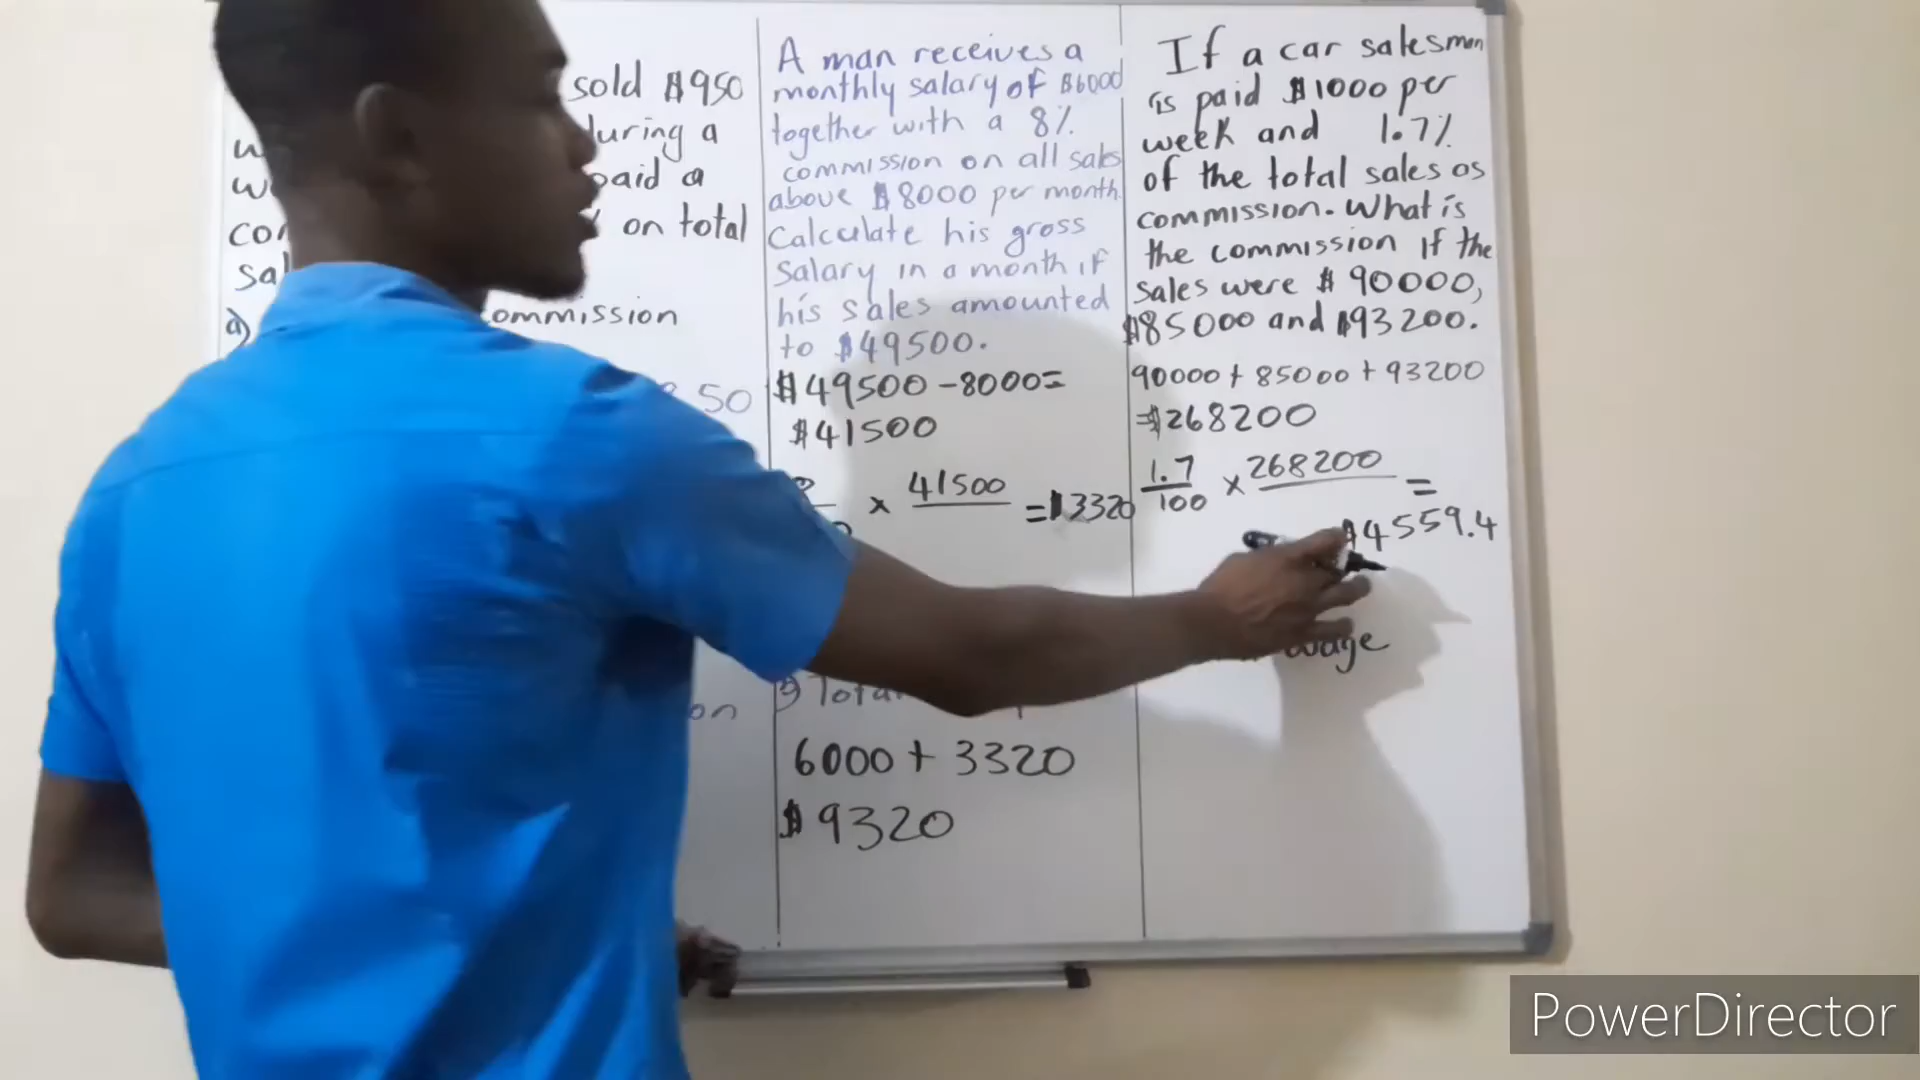 sold $950
during a
paid a
on total
commission
50
on
A man receives a
monthly salary of $6000
together with a 8%
commission on all sales
above $8000 per month.
Calculate his gross
salary in a month if
his sales amounted
to $49500.
$49500 - 8000=
$41500
× 41500 = $3320
Total
6000 + 3320
$9320
If a car salesman
is paid $1000 per
week and 1.7%
of the total sales as
commission. What is
the commission if the
sales were $90000,
$85000 and $93200.
90000 + 85000 + 93200
=$268200
1.7/100 × 268200 =
$4559.4
wage
PowerDirector